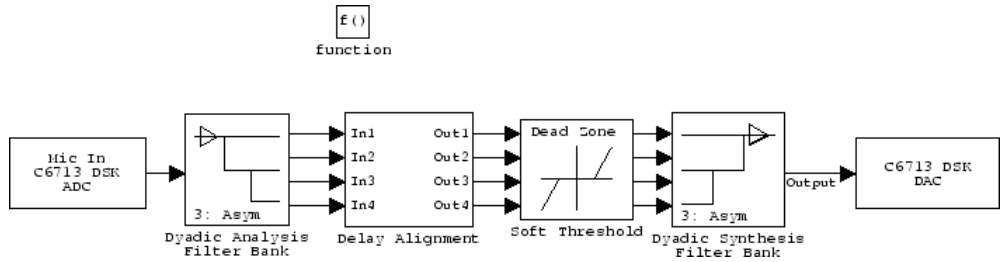 f()
function
Mic In
C6713 DSK
ADC
3: Asym
Dyadic Analysis
Filter Bank
In1
In2
In3
In4
Out1
Out2
Out3
Out4
Delay Alignment
Dead Zone
Soft Threshold
3: Asym
Dyadic Synthesis
Filter Bank
Output
C6713 DSK
DAC